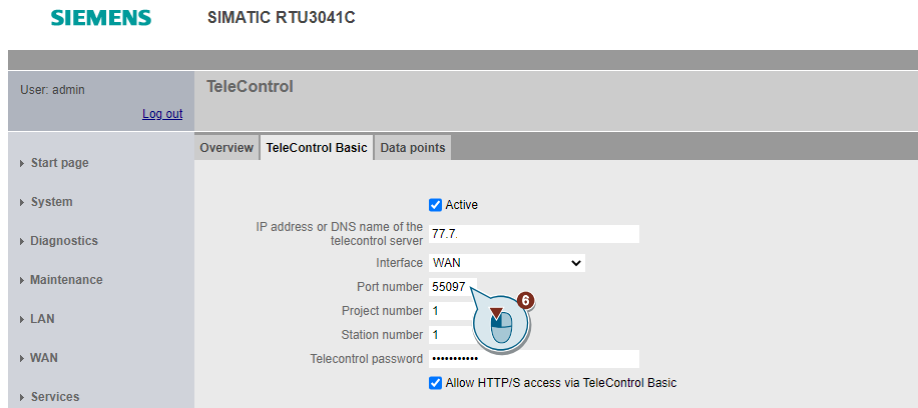 SIEMENS SIMATIC RTU3041C
User: admin
Log out
TeleControl
Overview TeleControl Basic Data points
Start page
System
Diagnostics
Maintenance
LAN
WAN
Services
Active
IP address or DNS name of the
telecontrol server 77.7.
Interface WAN
Port number 55097
6
Project number 1
Station number 1
Telecontrol password •••••••••••
Allow HTTP/S access via TeleControl Basic